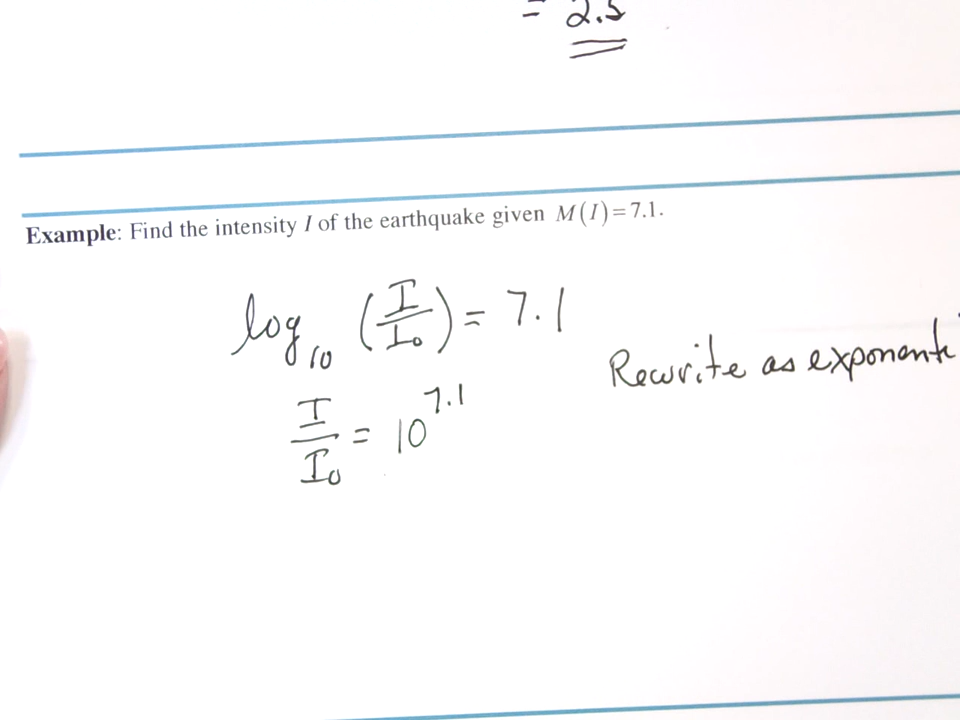 = 2.5
Example: Find the intensity I of the earthquake given M(I)=7.1.
log₁₀ (I/I₀) = 7.1
Rewrite as
I/I₀ = 10^7.1